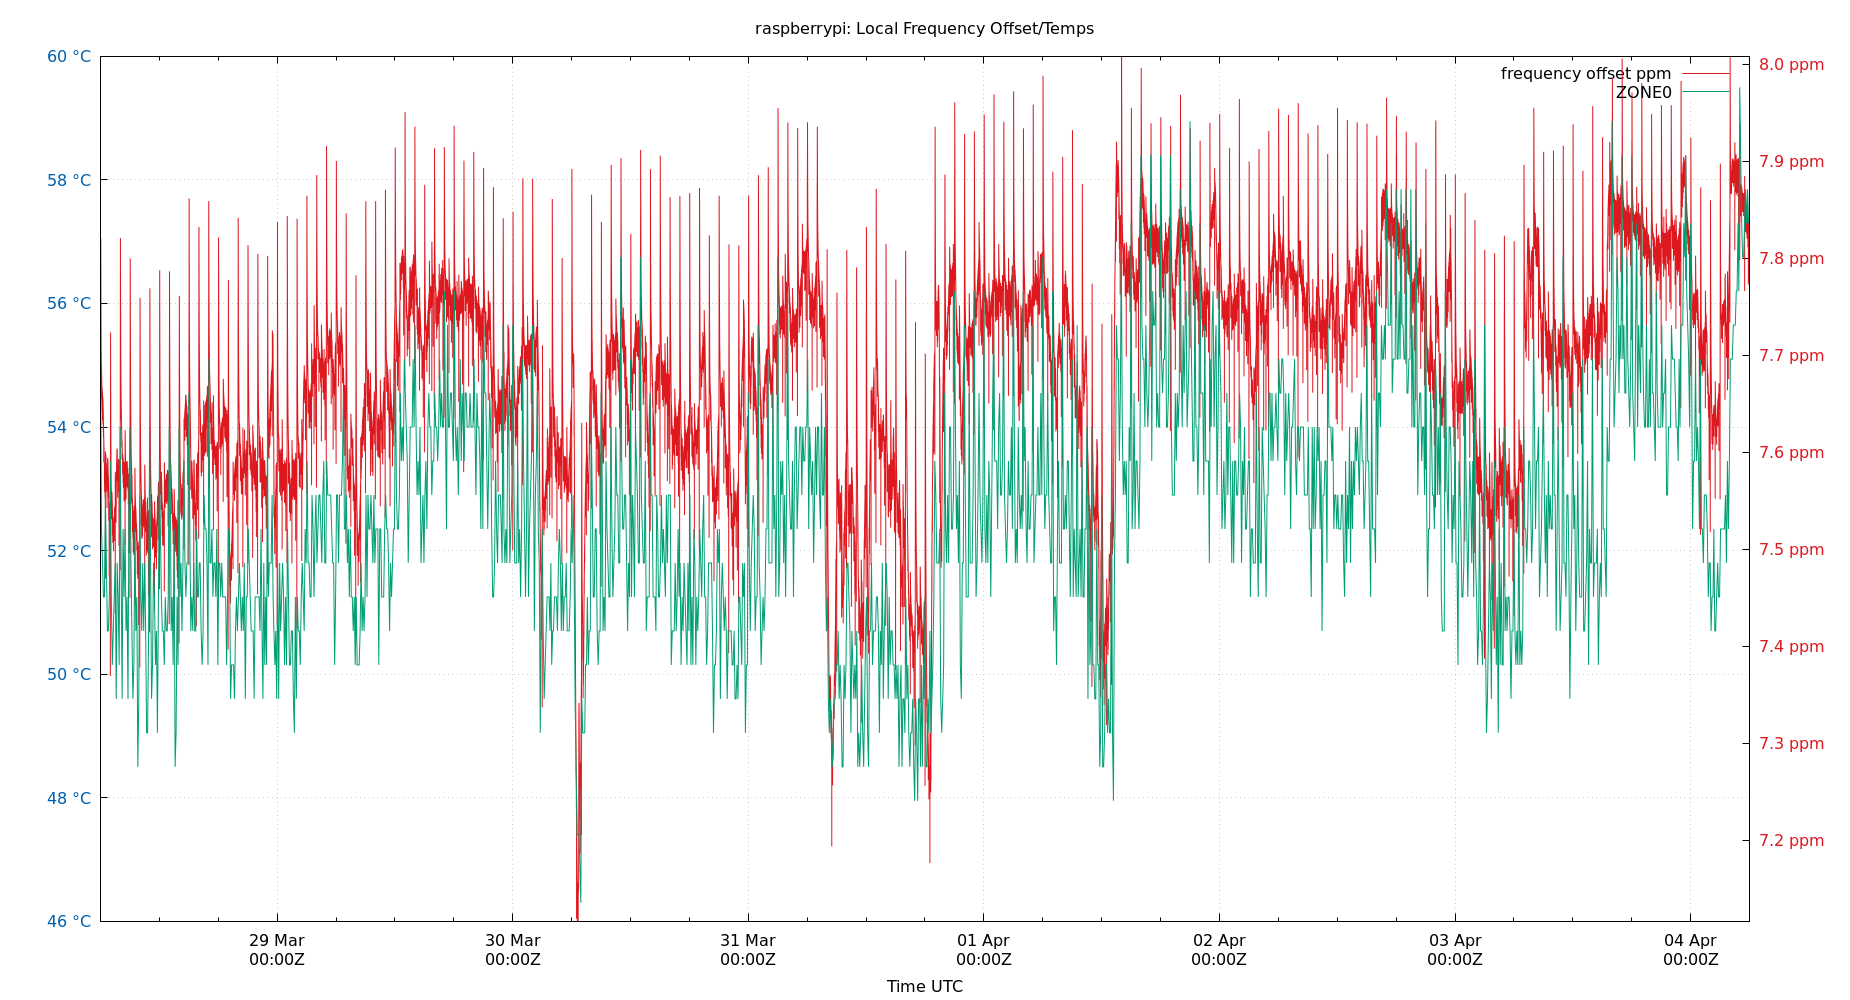 raspberrypi: Local Frequency Offset/Temps
60 °C
58 °C
56 °C
54 °C
52 °C
50 °C
48 °C
46 °C
8.0 ppm
7.9 ppm
7.8 ppm
7.7 ppm
7.6 ppm
7.5 ppm
7.4 ppm
7.3 ppm
7.2 ppm
frequency offset ppm
ZONE0
29 Mar
00:00Z
30 Mar
00:00Z
31 Mar
00:00Z
01 Apr
00:00Z
02 Apr
00:00Z
03 Apr
00:00Z
04 Apr
00:00Z
Time UTC